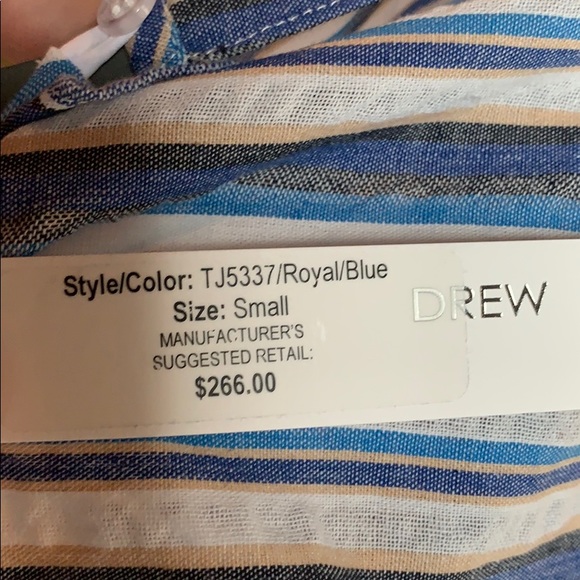 Style/Color: TJ5337/Royal/Blue
Size: Small
MANUFACTURER'S
SUGGESTED RETAIL:
$266.00
DREW